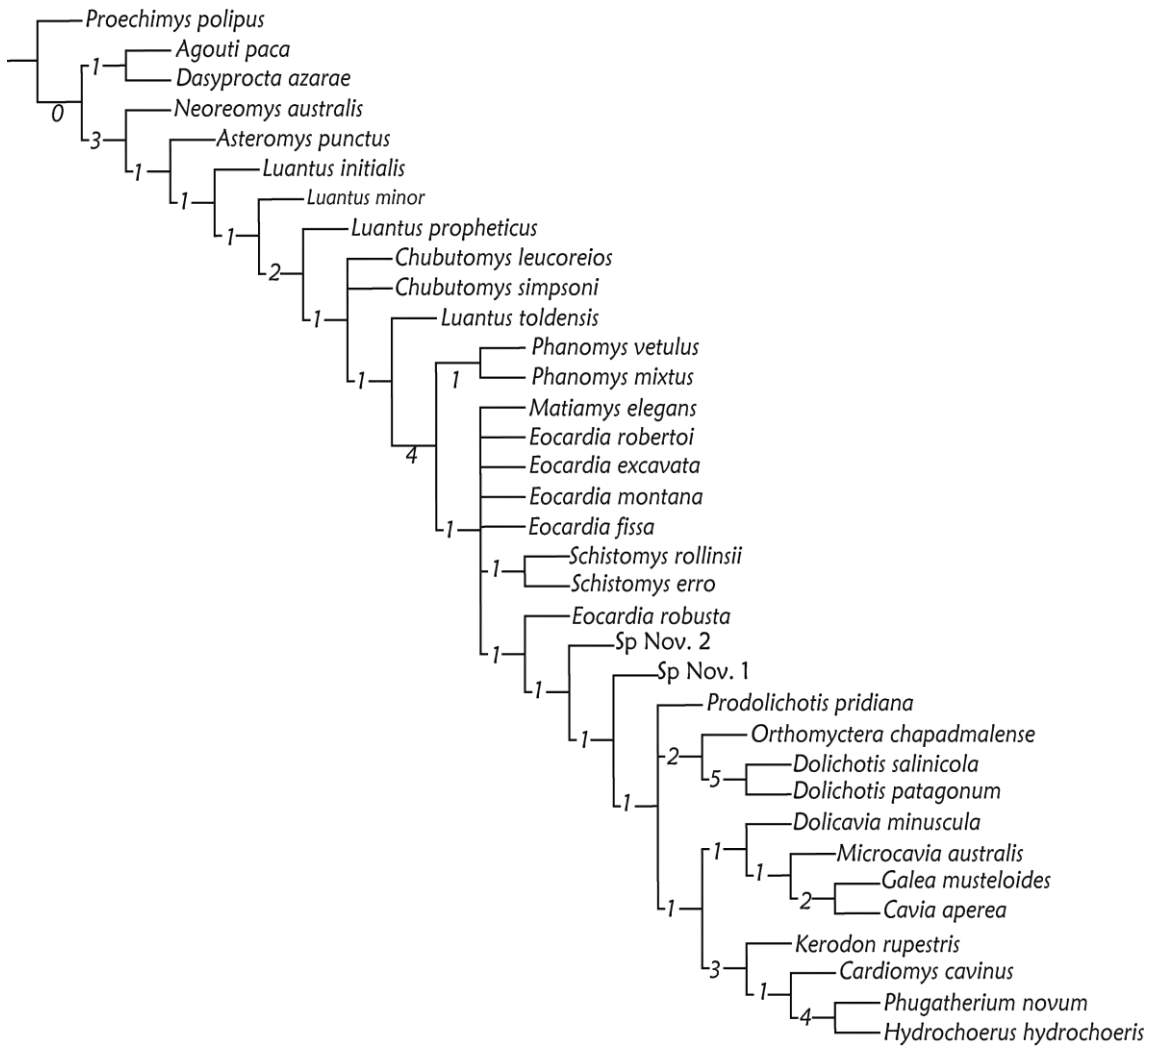 Proechimys polipus
Agouti paca
1
Dasyprocta azarae
0
Neoreomys australis
3
Asteromys punctus
1
Luantus initialis
1
Luantus minor
1
Luantus propheticus
2
Chubutomys leucoreios
Chubutomys simpsoni
1
Luantus toldensis
Phanomys vetulus
1
1
Phanomys mixtus
Matiamys elegans
Eocardia robertoi
4
Eocardia excavata
Eocardia montana
1
Eocardia fissa
Schistomys rollinsii
1
Schistomys erro
Eocardia robusta
Sp Nov. 2
1
Sp Nov. 1
1
Prodolichotis pridiana
1
Orthomyctera chapadmalense
2
Dolichotis salinicola
5
Dolichotis patagonum
1
Dolicavia minuscula
1
Microcavia australis
1
Galea musteloides
2
Cavia aperea
1
Kerodon rupestris
3
Cardiomys cavinus
1
Phugatherium novum
4
Hydrochoerus hydrochoeris